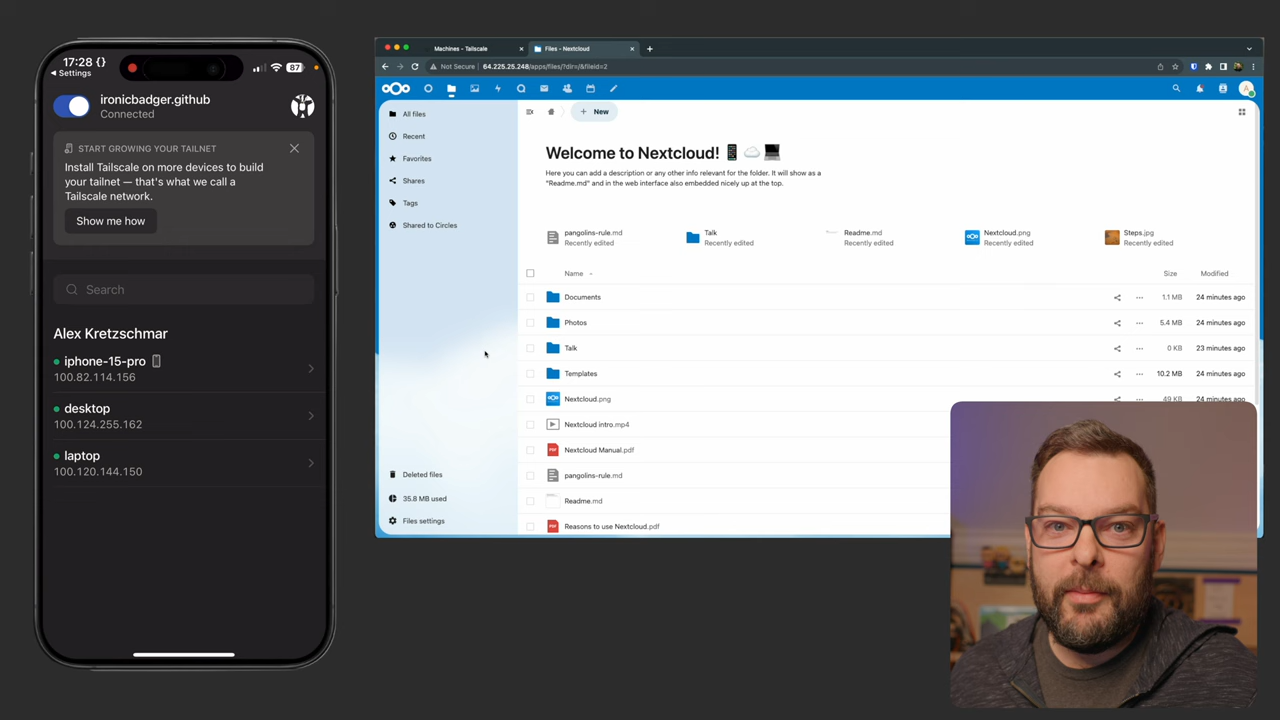 17:28 {}
87
Settings
ironicbadger.github
Connected
START GROWING YOUR TAILNET
Install Tailscale on more devices to build
your tailnet — that's what we call a
Tailscale network.
Show me how
Search
Alex Kretzschmar
iphone-15-pro
100.82.114.156
desktop
100.124.255.162
laptop
100.120.144.150
Machines - Tailscale
Files - Nextcloud
Not Secure 64.225.25.248/apps/files/?dir=/&fileid=2
A
All files
Recent
Favorites
Shares
Tags
Shared to Circles
Deleted files
35.8 MB used
Files settings
+ New
Welcome to Nextcloud!
Here you can add a description or any other info relevant for the folder. It will show as a
"Readme.md" and in the web interface also embedded nicely up at the top.
pangolins-rule.md
Recently edited
Talk
Recently edited
Readme.md
Recently edited
Nextcloud.png
Recently edited
Steps.jpg
Recently edited
Name Size Modified
Documents 1.1 MB 24 minutes ago
Photos 5.4 MB 24 minutes ago
Talk 0 KB 23 minutes ago
Templates 10.2 MB 24 minutes ago
Nextcloud.png 49 KB 24 minutes ago
Nextcloud intro.mp4
Nextcloud Manual.pdf
pangolins-rule.md
Readme.md
Reasons to use Nextcloud.pdf